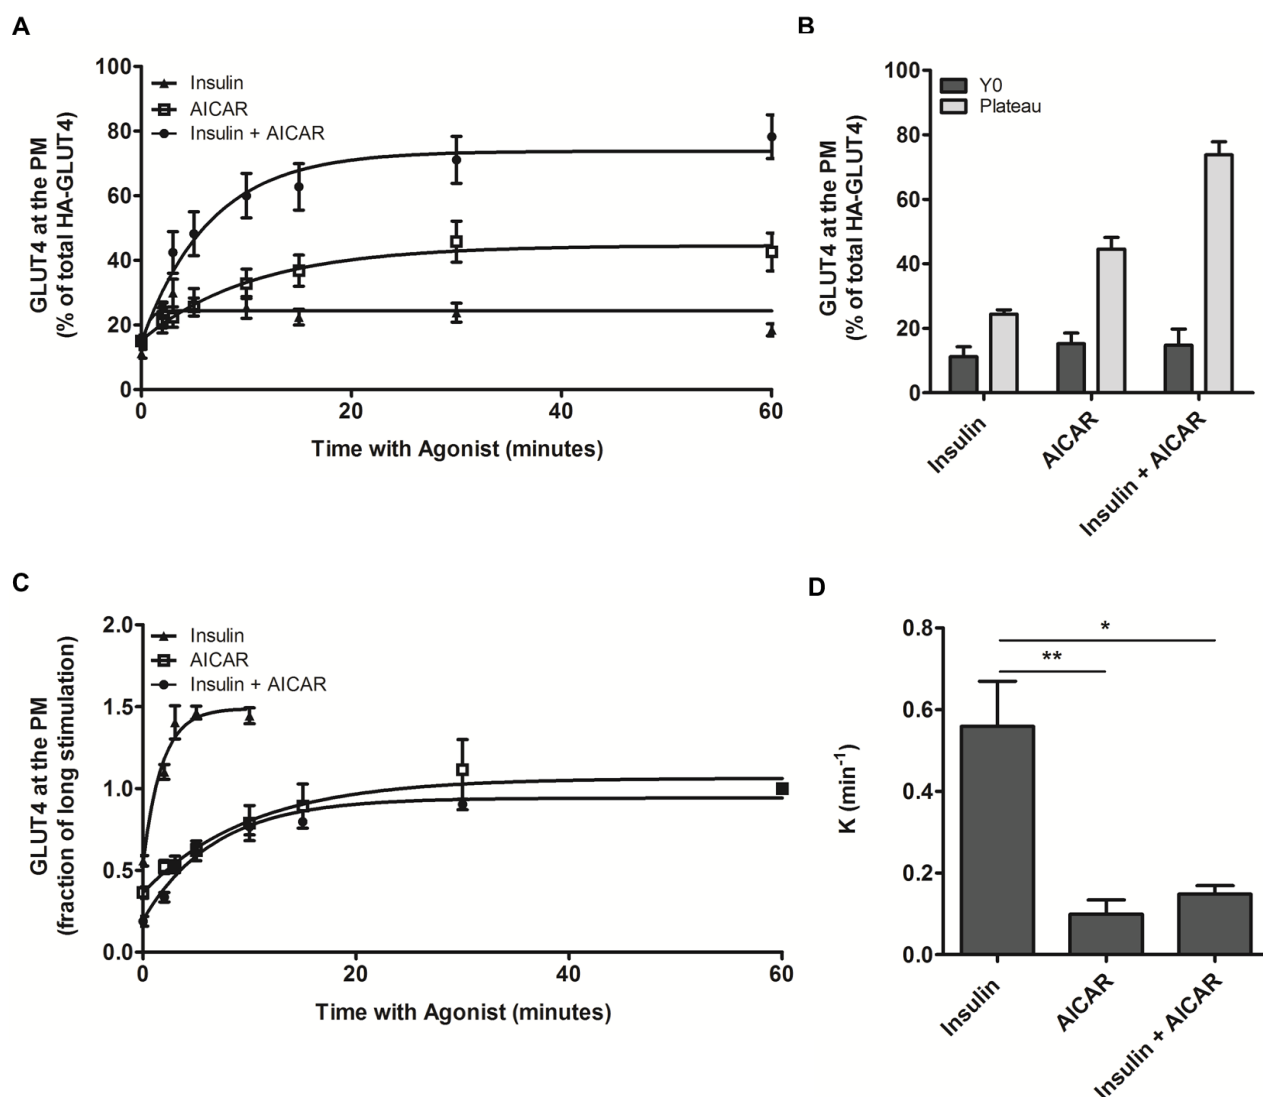 A
GLUT4 at the PM
(% of total HA-GLUT4)
100
80
60
40
20
0
Insulin
AICAR
Insulin + AICAR
0 20 40 60
Time with Agonist (minutes)
B
GLUT4 at the PM
(% of total HA-GLUT4)
100
80
60
40
20
0
Y0
Plateau
Insulin
AICAR
Insulin + AICAR
C
GLUT4 at the PM
(fraction of long stimulation)
2.0
1.5
1.0
0.5
0.0
Insulin
AICAR
Insulin + AICAR
0 20 40 60
Time with Agonist (minutes)
D
K (min-1)
0.8
0.6
0.4
0.2
0.0
*
**
Insulin
AICAR
Insulin + AICAR